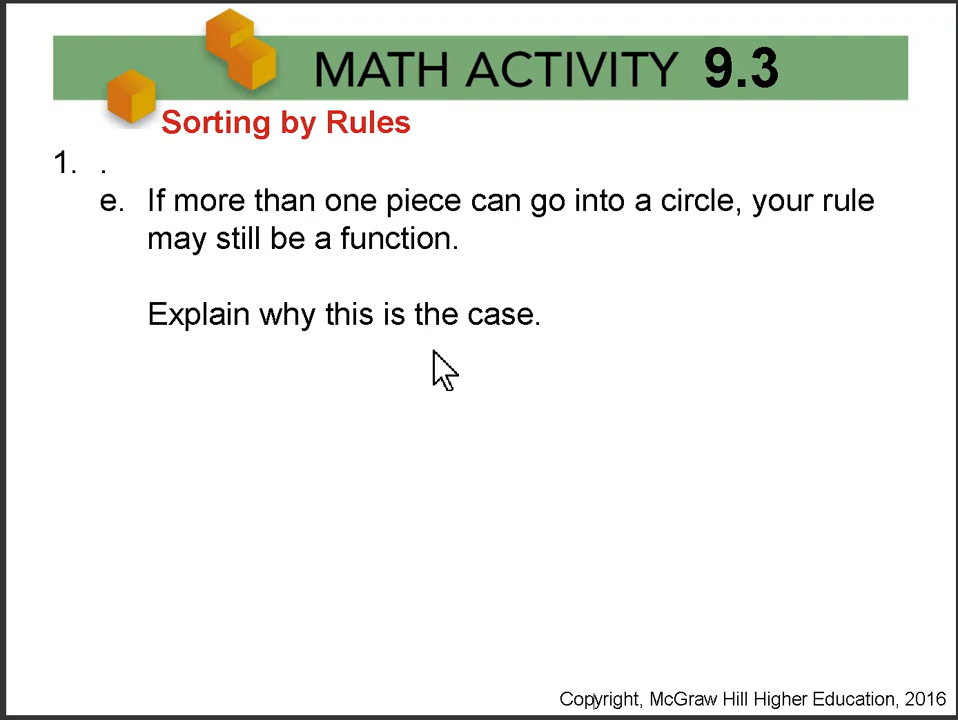 MATH ACTIVITY 9.3
Sorting by Rules
1. .
e. If more than one piece can go into a circle, your rule
may still be a function.
Explain why this is the case.
Copyright, McGraw Hill Higher Education, 2016